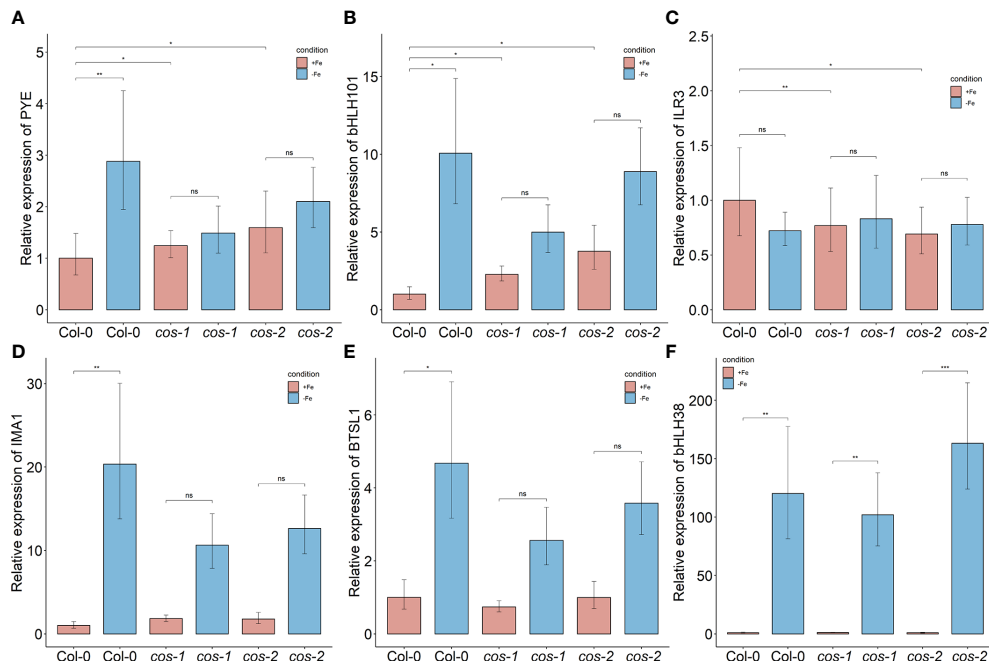 A
Relative expression of PYE
5
4
3
2
1
0
*
*
**
ns
ns
condition
+Fe
-Fe
Col-0 Col-0 cos-1 cos-1 cos-2 cos-2
B
Relative expression of bHLH101
15
10
5
0
*
*
*
ns
ns
condition
+Fe
-Fe
Col-0 Col-0 cos-1 cos-1 cos-2 cos-2
C
Relative expression of ILR3
2.5
2.0
1.5
1.0
0.5
0.0
*
**
ns
ns
ns
condition
+Fe
-Fe
Col-0 Col-0 cos-1 cos-1 cos-2 cos-2
D
Relative expression of IMA1
30
20
10
0
**
ns
ns
condition
+Fe
-Fe
Col-0 Col-0 cos-1 cos-1 cos-2 cos-2
E
Relative expression of BTSL1
6
4
2
0
*
ns
ns
condition
+Fe
-Fe
Col-0 Col-0 cos-1 cos-1 cos-2 cos-2
F
Relative expression of bHLH38
200
150
100
50
0
condition
+Fe
-Fe
**
**
***
Col-0 Col-0 cos-1 cos-1 cos-2 cos-2